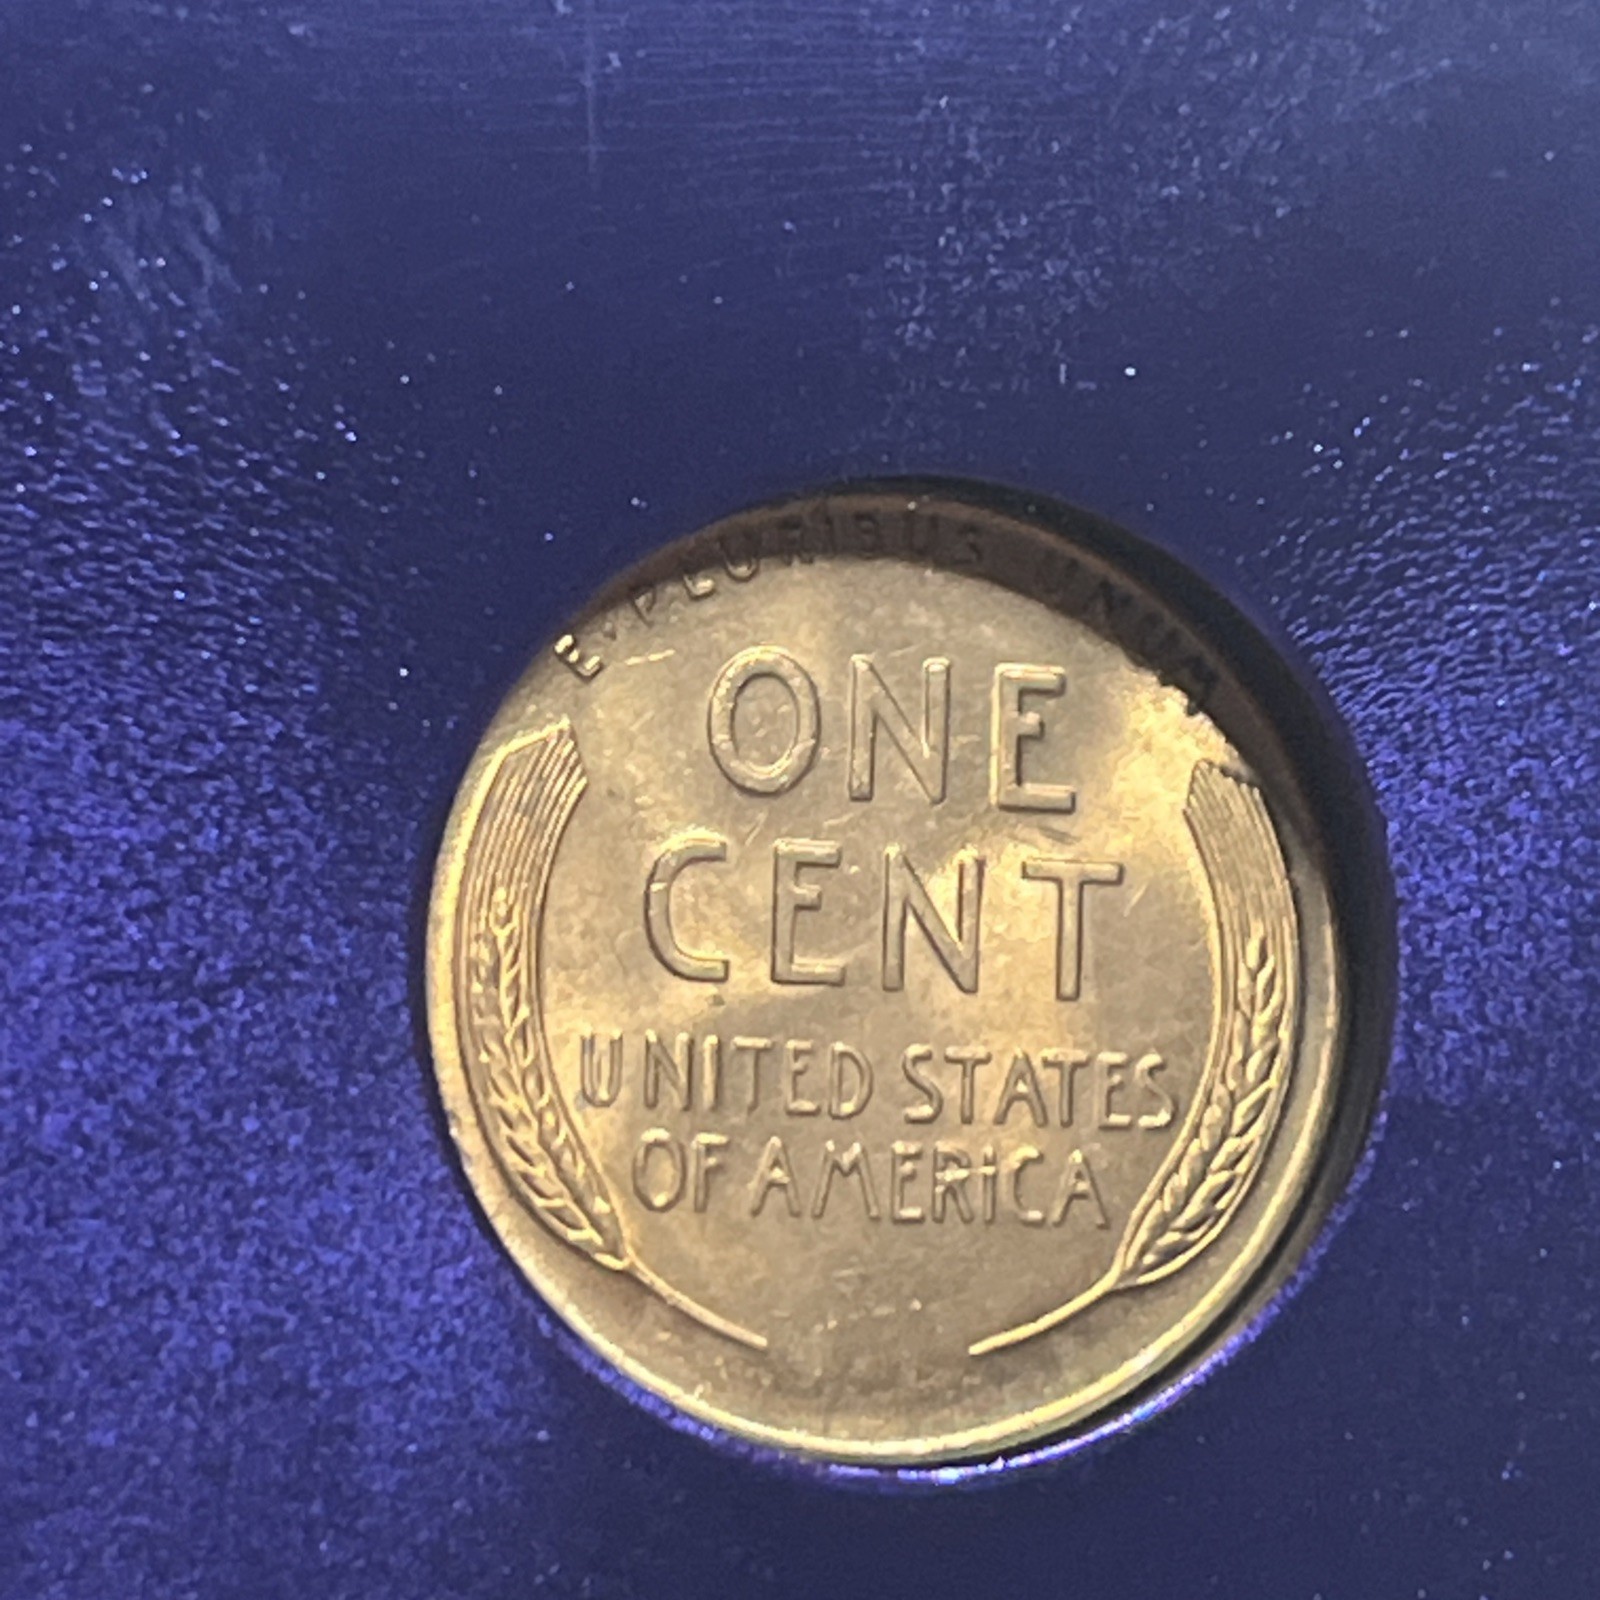 E·PLURIBUS·UNUM
ONE
CENT
UNITED STATES
OF AMERICA